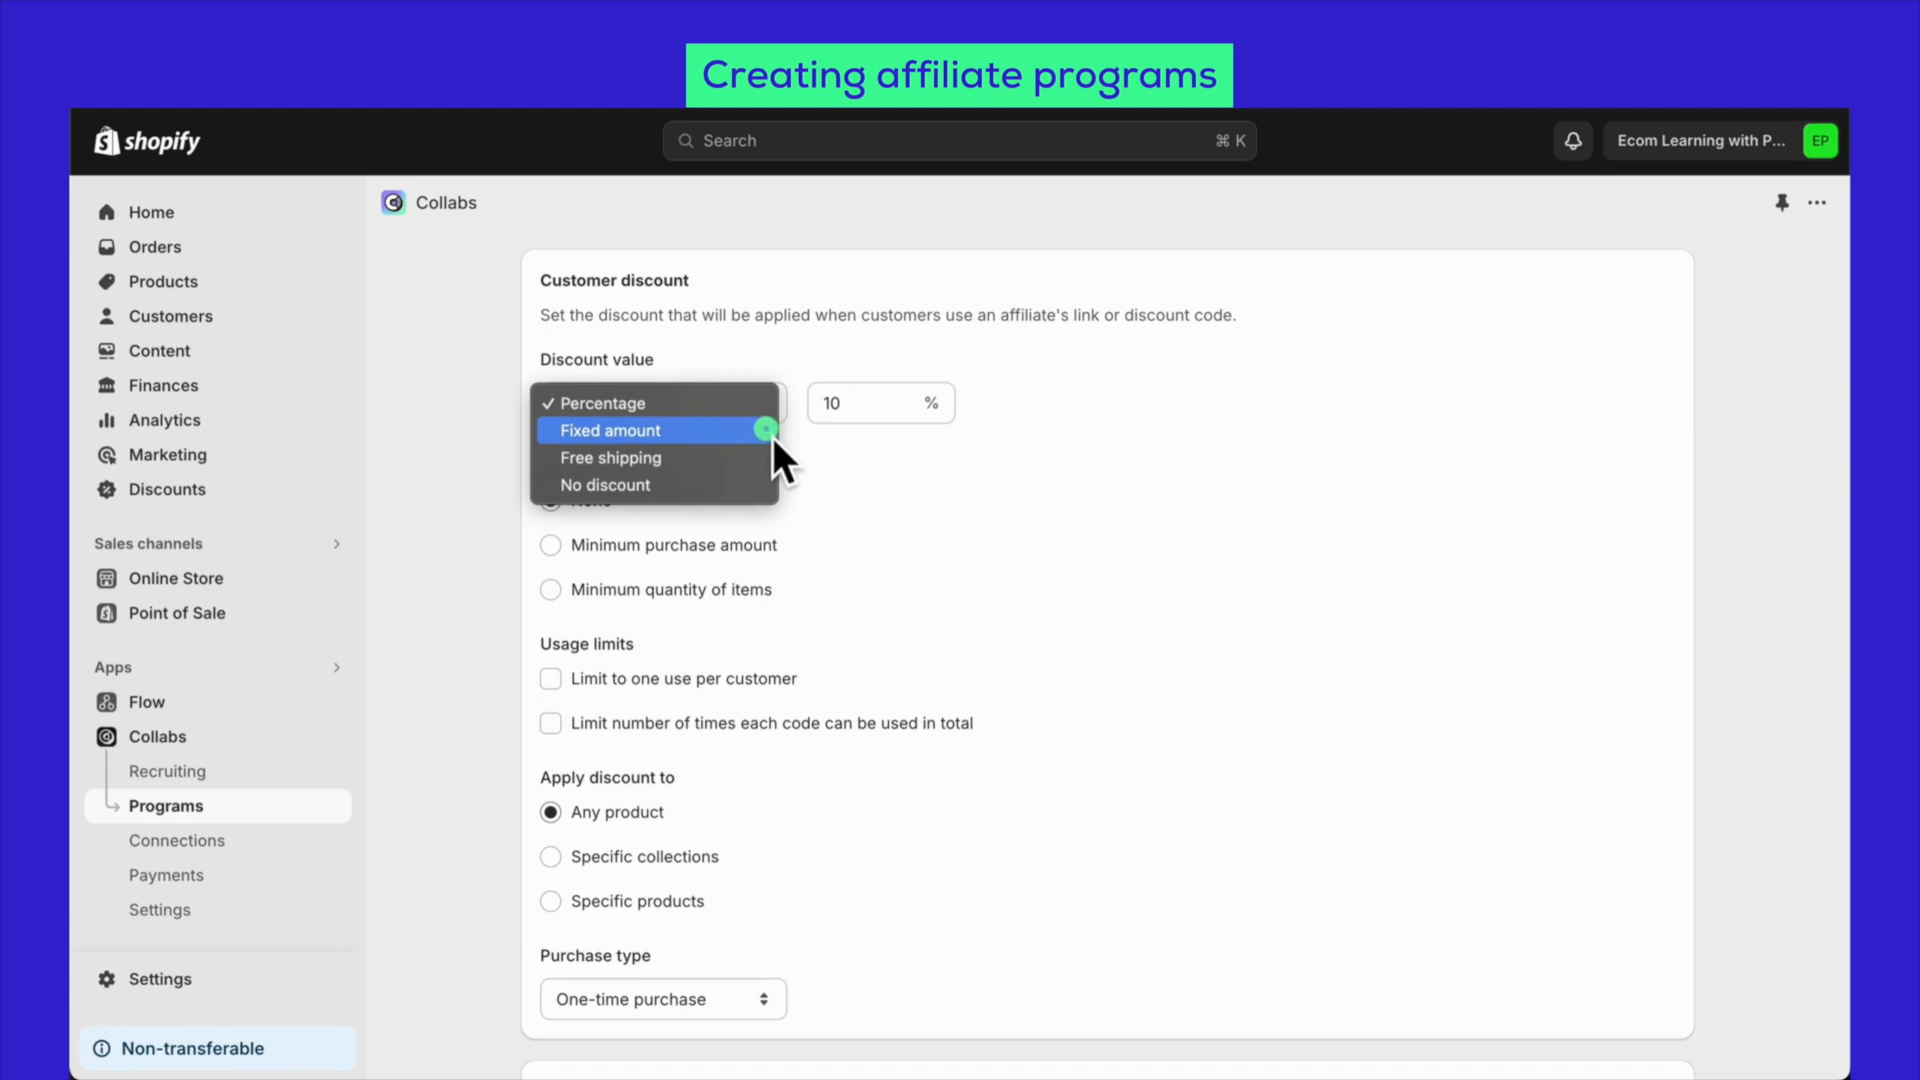 Creating affiliate programs
shopify
Search
⌘ K
Ecom Learning with P...
EP
Home
Orders
Products
Customers
Content
Finances
Analytics
Marketing
Discounts
Sales channels
Online Store
Point of Sale
Apps
Flow
Collabs
Recruiting
Programs
Connections
Payments
Settings
Settings
Non-transferable
Collabs
Customer discount
Set the discount that will be applied when customers use an affiliate's link or discount code.
Discount value
✓ Percentage
10 %
Fixed amount
Free shipping
No discount
Minimum purchase amount
Minimum quantity of items
Usage limits
Limit to one use per customer
Limit number of times each code can be used in total
Apply discount to
Any product
Specific collections
Specific products
Purchase type
One-time purchase